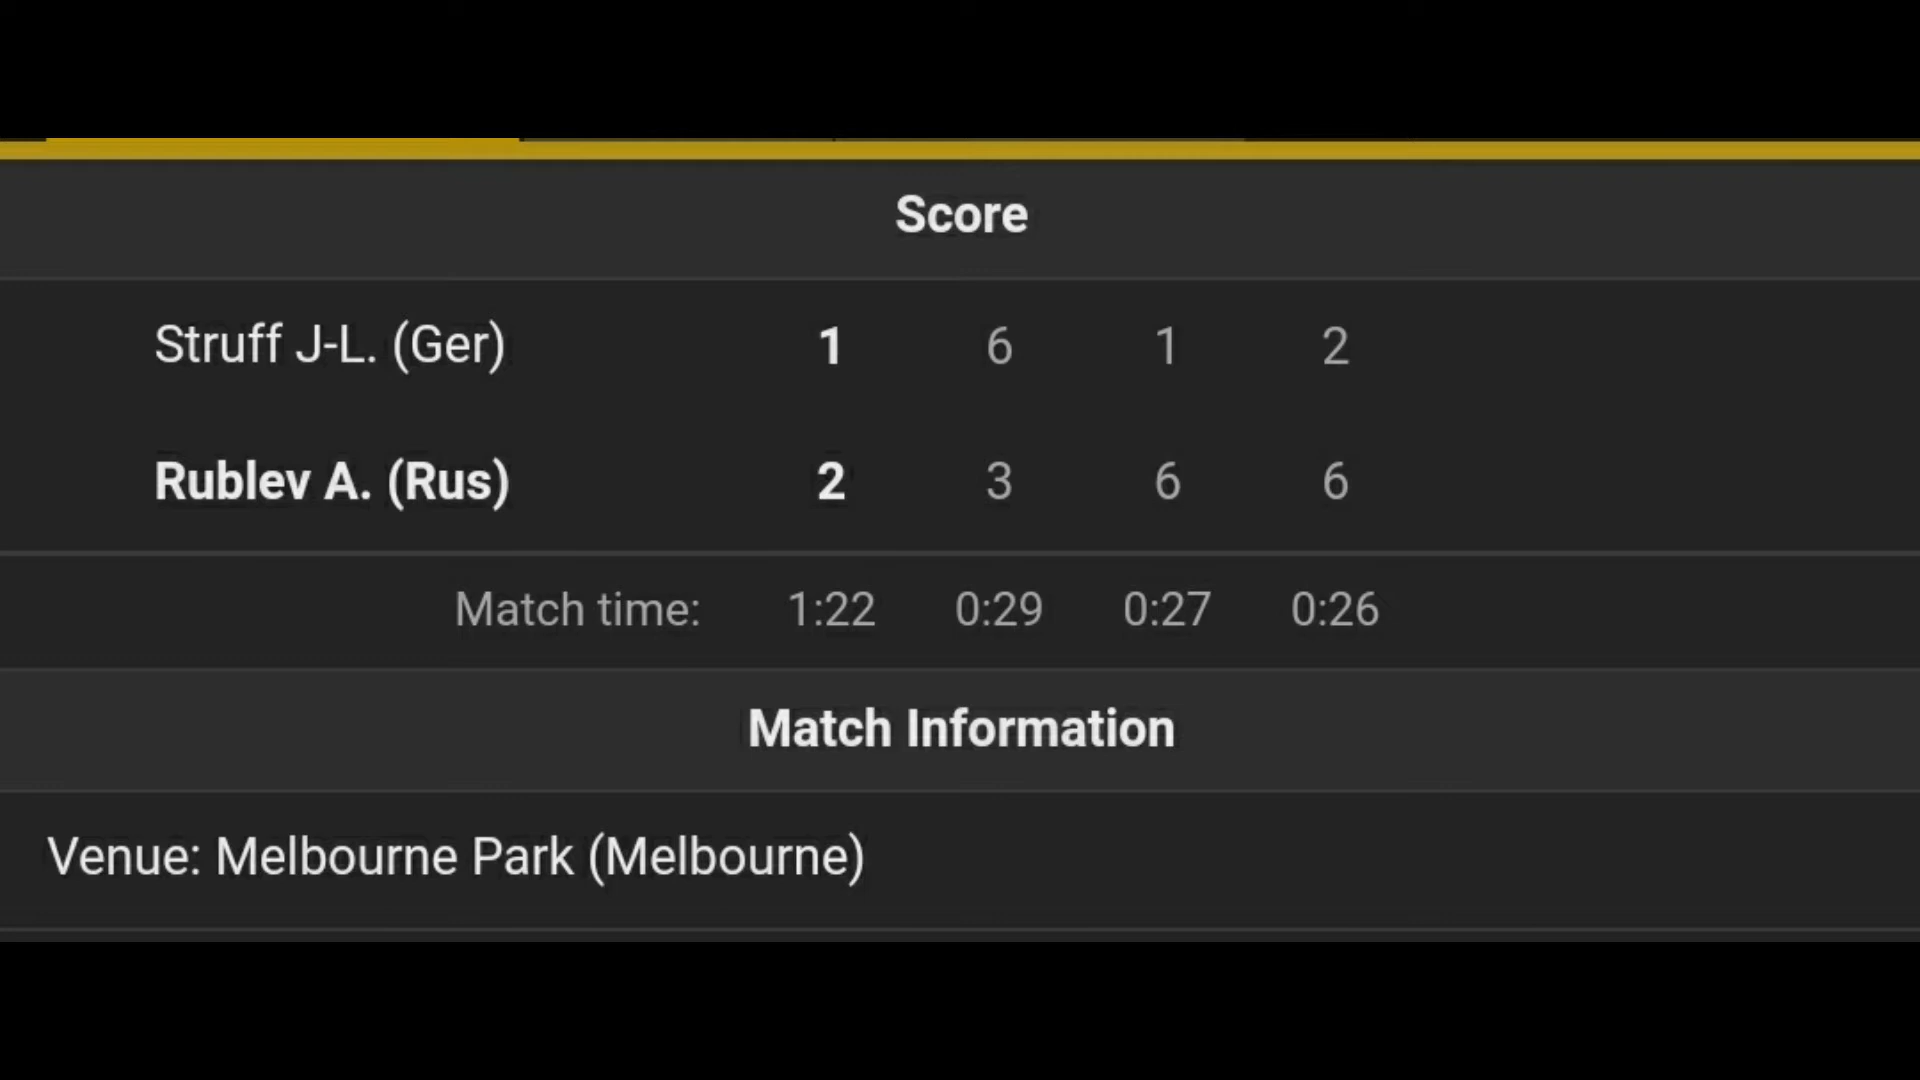 Score
Struff J-L. (Ger) 1 6 1 2
Rublev A. (Rus) 2 3 6 6
Match time: 1:22 0:29 0:27 0:26
Match Information
Venue: Melbourne Park (Melbourne)